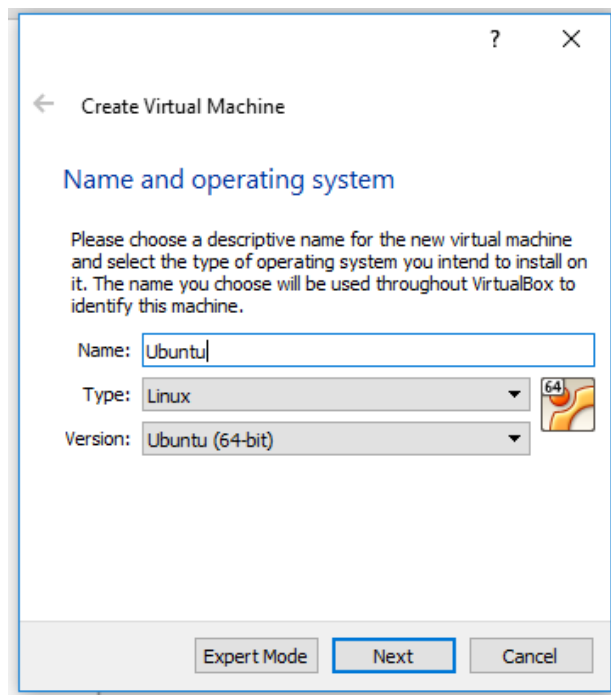 ?
Create Virtual Machine
Name and operating system
Please choose a descriptive name for the new virtual machine
and select the type of operating system you intend to install on
it. The name you choose will be used throughout VirtualBox to
identify this machine.
Name: Ubuntu
Type: Linux
64
Version: Ubuntu (64-bit)
Expert Mode Next Cancel